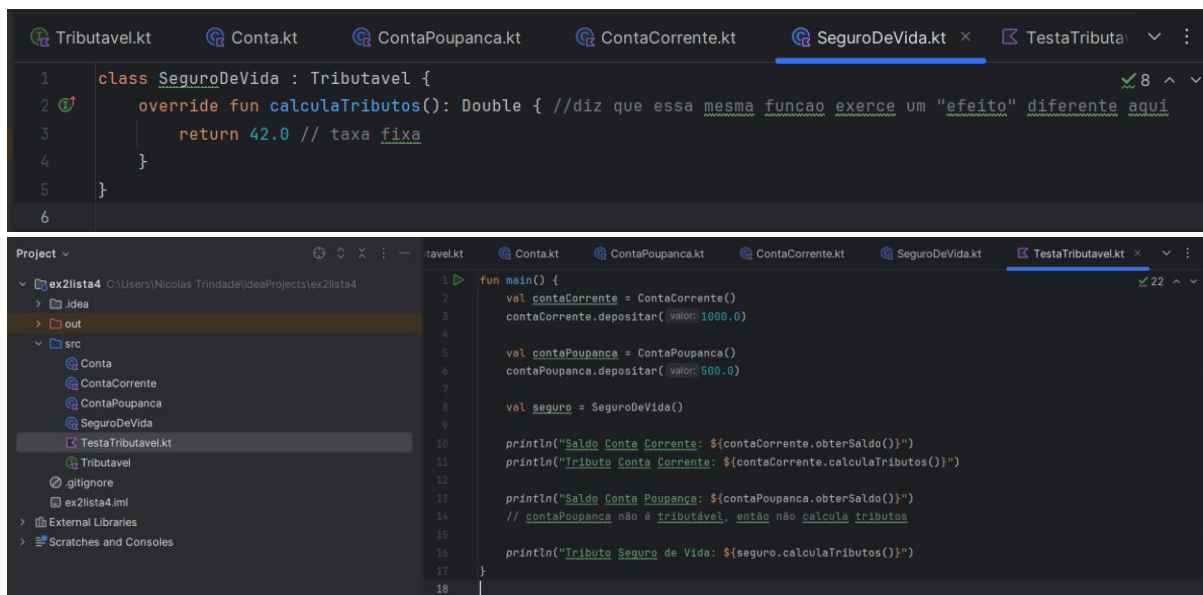 Tributavel.kt Conta.kt ContaPoupanca.kt ContaCorrente.kt SeguroDeVida.kt × TestaTributa
1 class SeguroDeVida : Tributavel { 8
2 override fun calculaTributos(): Double { //diz que essa mesma funcao exerce um "efeito" diferente aqui
3 return 42.0 // taxa fixa
4 }
5 }
6
Project
ex2lista4 C:\Users\Nicolas Trindade\IdeaProjects\ex2lista4
.idea
out
src
Conta
ContaCorrente
ContaPoupanca
SeguroDeVida
TestaTributavel.kt
Tributavel
.gitignore
ex2lista4.iml
External Libraries
Scratches and Consoles
itavel.kt Conta.kt ContaPoupanca.kt ContaCorrente.kt SeguroDeVida.kt TestaTributavel.kt ×
1 fun main() { 22
2 val contaCorrente = ContaCorrente()
3 contaCorrente.depositar( valor: 1000.0)
4
5 val contaPoupanca = ContaPoupanca()
6 contaPoupanca.depositar( valor: 500.0)
7
8 val seguro = SeguroDeVida()
9
10 println("Saldo Conta Corrente: ${contaCorrente.obterSaldo()}")
11 println("Tributo Conta Corrente: ${contaCorrente.calculaTributos()}")
12
13 println("Saldo Conta Poupança: ${contaPoupanca.obterSaldo()}")
14 // contaPoupanca não é tributável, então não calcula tributos
15
16 println("Tributo Seguro de Vida: ${seguro.calculaTributos()}")
17 }
18